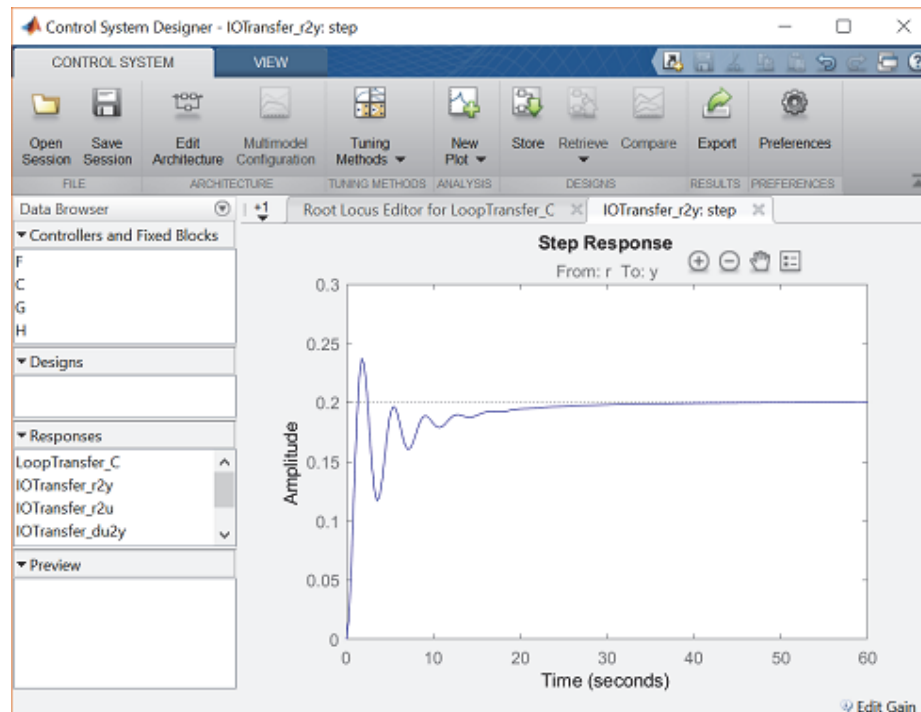 Control System Designer - IOTransfer_r2y: step
CONTROL SYSTEM VIEW
Open Session Save Session Edit Architecture Multimodel Configuration Tuning Methods New Plot Store Retrieve Compare Export Preferences
FILE ARCHITECTURE TUNING METHODS ANALYSIS DESIGNS RESULTS PREFERENCES
Data Browser +1 Root Locus Editor for LoopTransfer_C IOTransfer_r2y: step
Controllers and Fixed Blocks
F
C
G
H
Designs
Responses
LoopTransfer_C
IOTransfer_r2y
IOTransfer_r2u
IOTransfer_du2y
Preview
Step Response
From: r To: y
Amplitude
0.3
0.25
0.2
0.15
0.1
0.05
0
0 10 20 30 40 50 60
Time (seconds)
Edit Gain